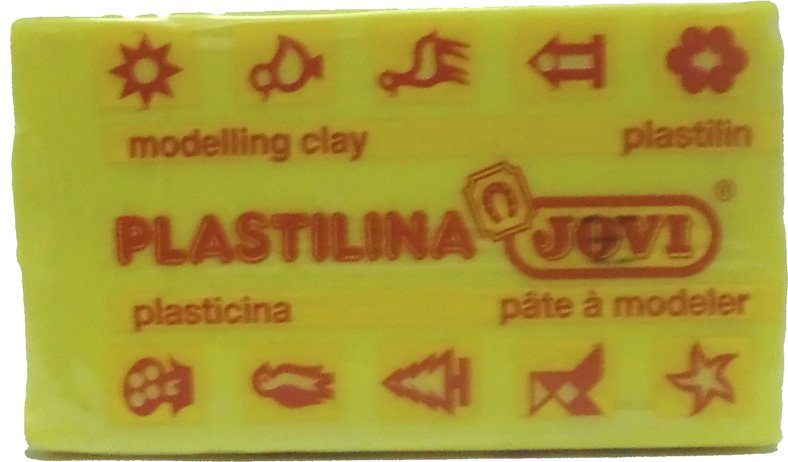 modelling clay plastilin
PLASTILINA JOVI ®
plasticina pâte à modeler